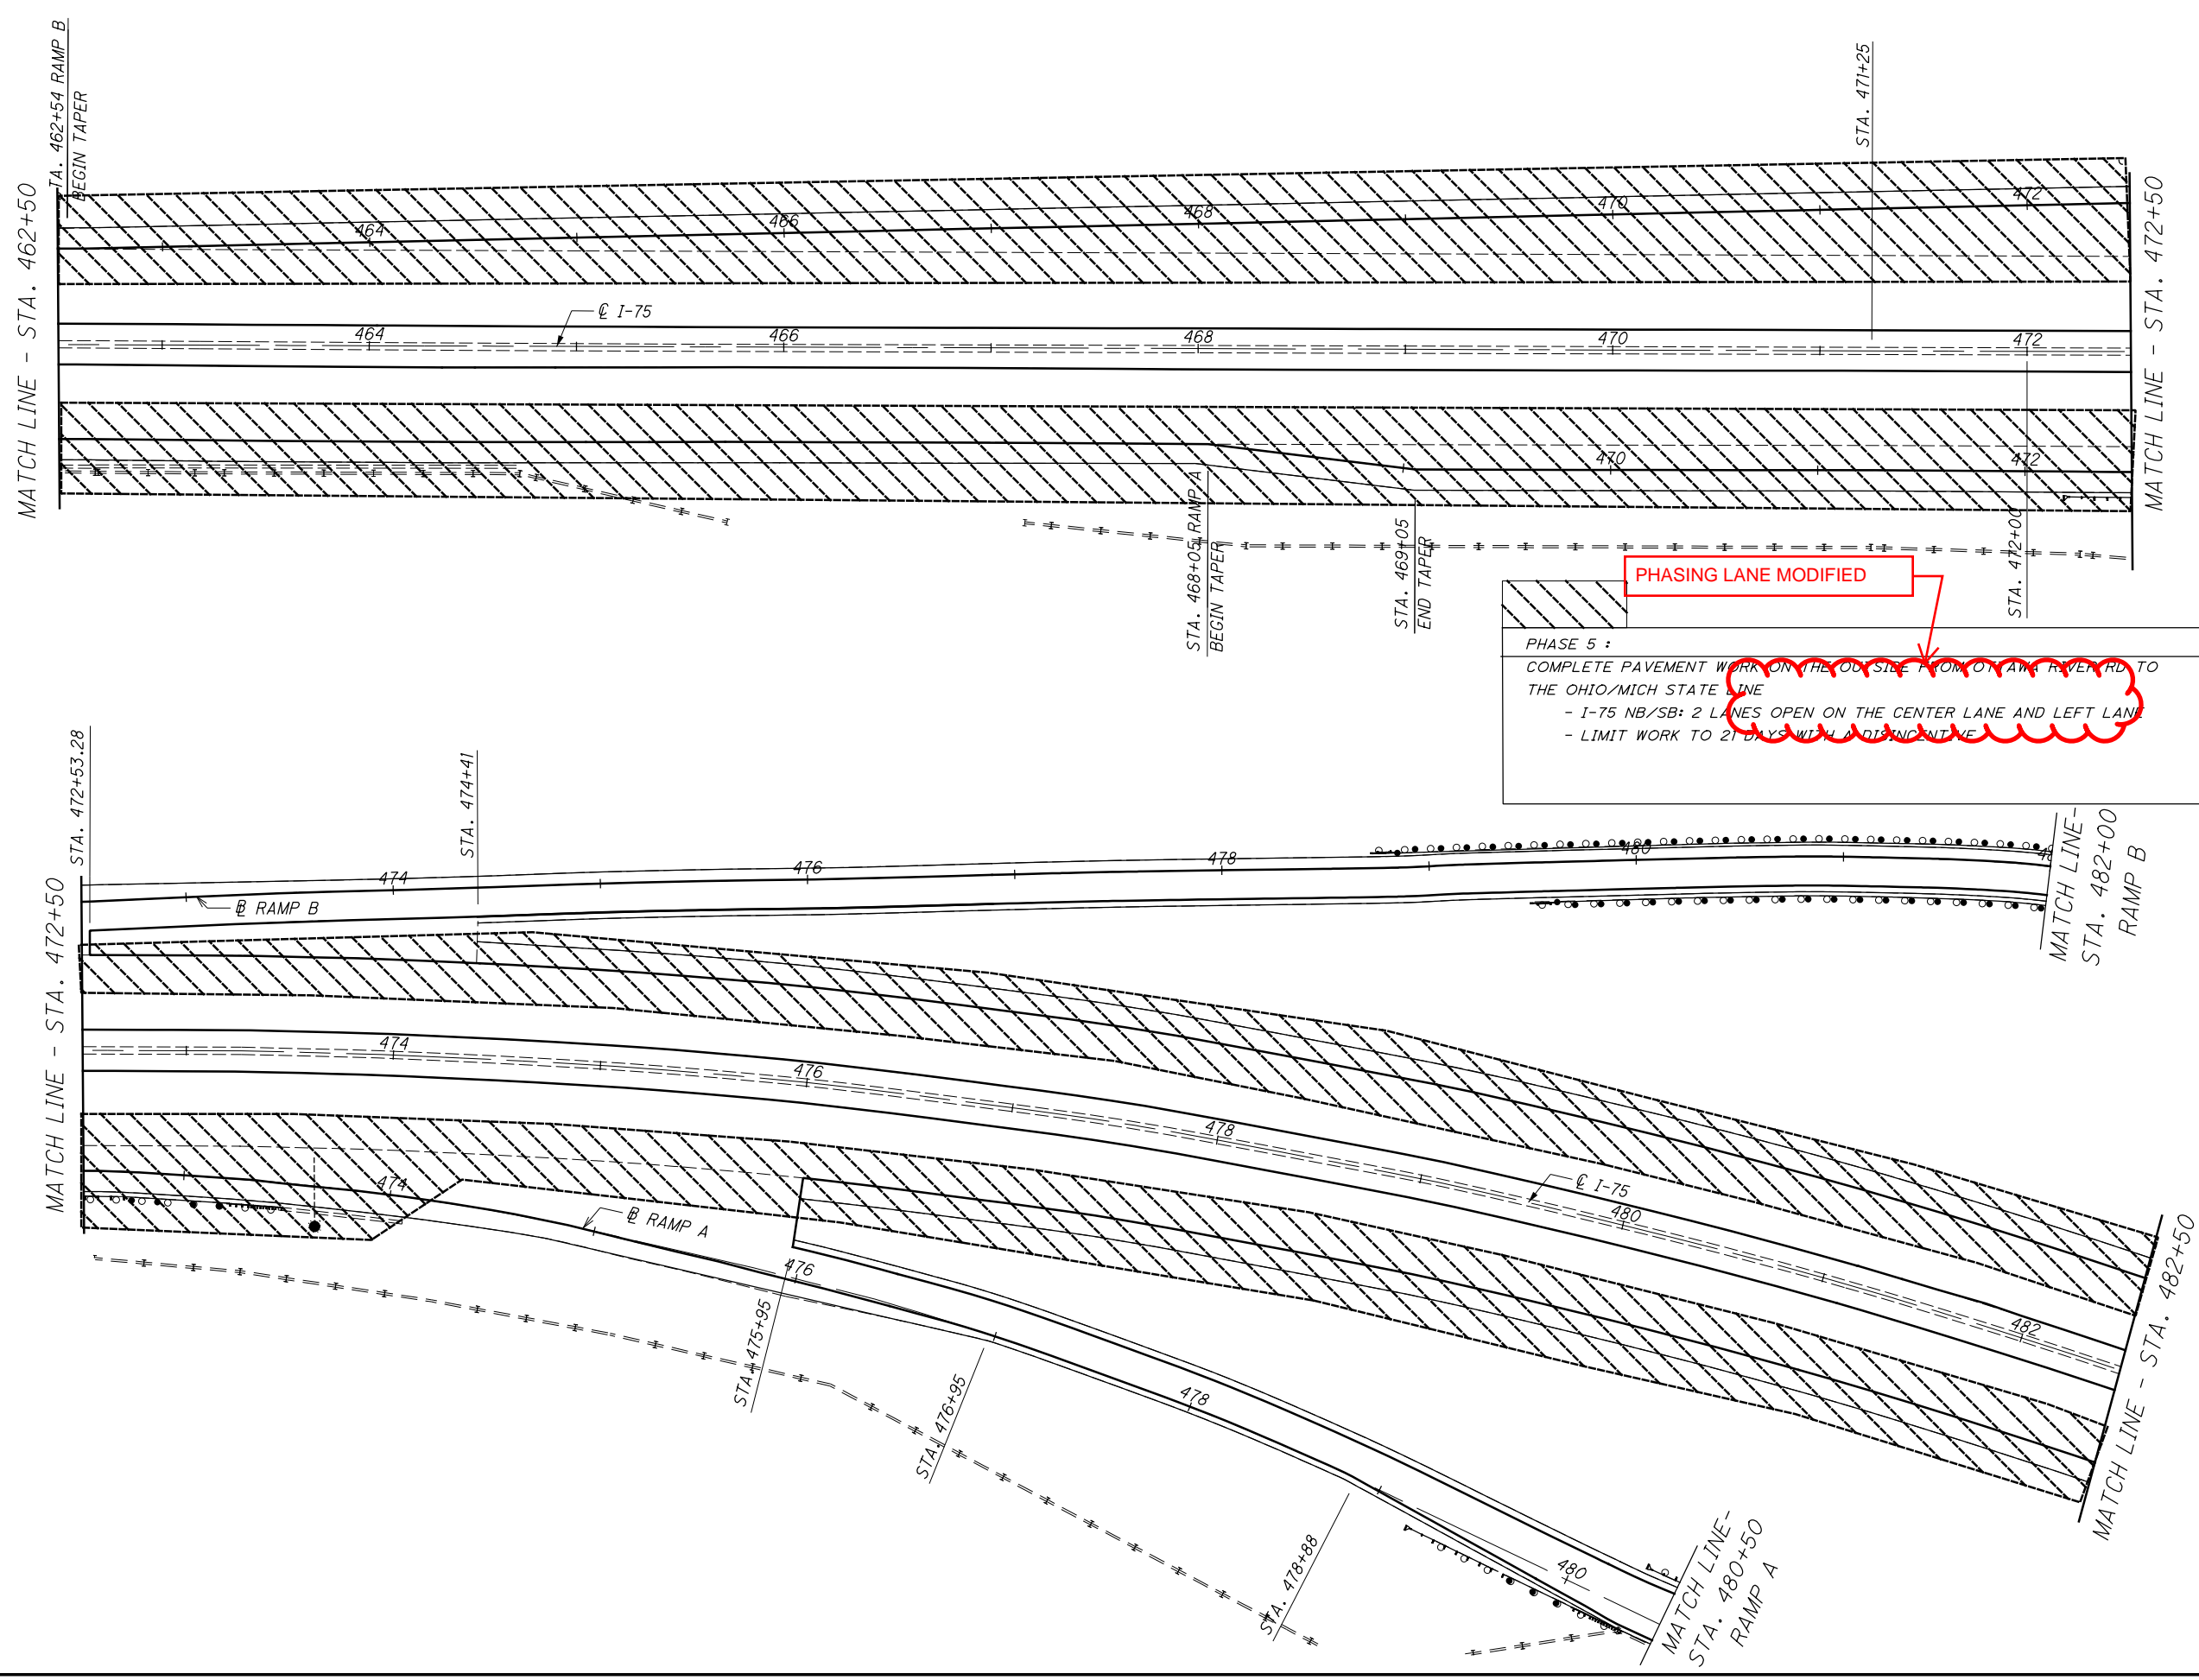 TA. 462+54 RAMP B
BEGIN TAPER
STA. 471+25
MATCH LINE - STA. 462+50
464
466
468
470
472
℄ I-75
464
466
468
470
472
MATCH LINE - STA. 472+50
470
472
STA. 468+05 RAMP A
BEGIN TAPER
STA. 469+05
END TAPER
STA. 472+00
PHASING LANE MODIFIED
PHASE 5 :
COMPLETE PAVEMENT WORK ON THE OUTSIDE FROM OTTAWA RIVER RD TO
THE OHIO/MICH STATE LINE
- I-75 NB/SB: 2 LANES OPEN ON THE CENTER LANE AND LEFT LANE
- LIMIT WORK TO 21 DAYS WITH A DISINCENTIVE
STA. 472+53.28
STA. 474+41
MATCH LINE - STA. 472+50
474
476
478
480
MATCH LINE-
STA. 482+00
RAMP B
RAMP B
474
476
478
℄ I-75
480
482
MATCH LINE - STA. 482+50
474
RAMP A
476
STA. 475+95
STA. 476+95
478
STA. 478+88
480
MATCH LINE-
STA. 480+50
RAMP A